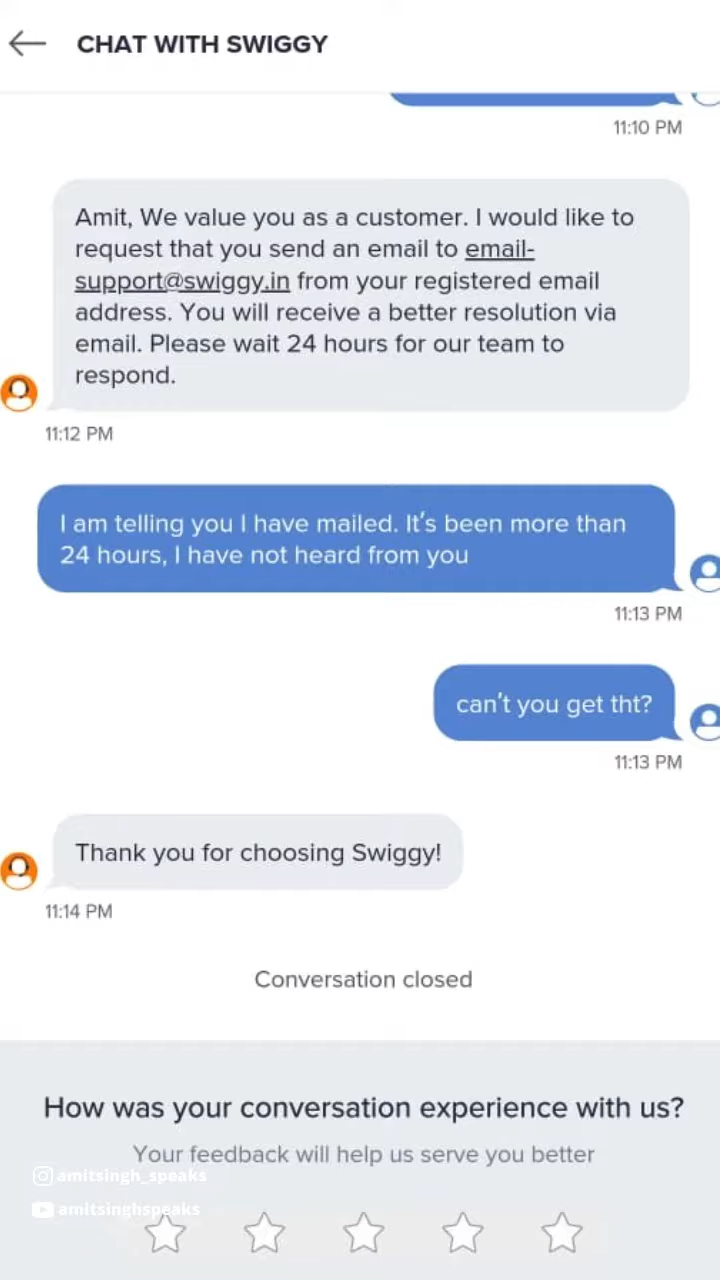 CHAT WITH SWIGGY
11:10 PM
Amit, We value you as a customer. I would like to
request that you send an email to email-
support@swiggy.in from your registered email
address. You will receive a better resolution via
email. Please wait 24 hours for our team to
respond.
11:12 PM
I am telling you I have mailed. It's been more than
24 hours, I have not heard from you
11:13 PM
can't you get tht?
11:13 PM
Thank you for choosing Swiggy!
11:14 PM
Conversation closed
How was your conversation experience with us?
Your feedback will help us serve you better
amitsingh_speaks
amitsinghspeaks